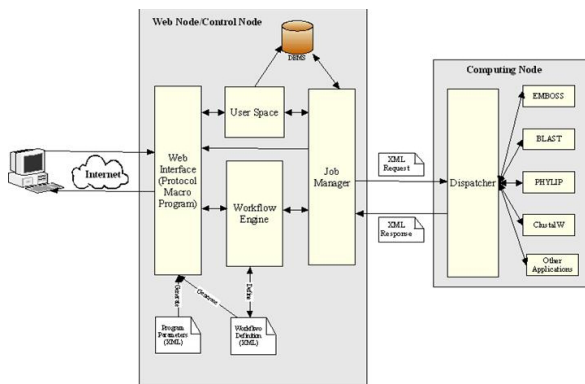 Web Node/Control Node
DBMS
User Space
Web
Interface
(Protocol
Macro
Program)
Workflow
Engine
Job
Manager
Internet
Generate
Generate
Define
Program
Parameters
(XML)
Workflow
Definition
(XML)
XML
Request
XML
Response
Computing Node
Dispatcher
EMBOSS
BLAST
PHYLIP
ClustalW
Other
Applications